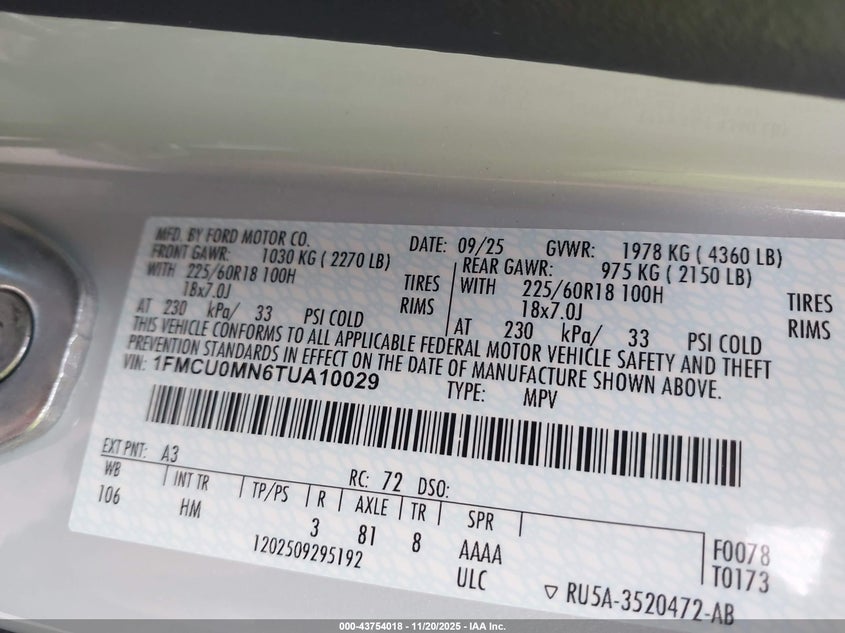 MFD. BY FORD MOTOR CO. DATE: 09/25 GVWR: 1978 KG ( 4360 LB)
FRONT GAWR: 1030 KG ( 2270 LB) REAR GAWR: 975 KG ( 2150 LB)
WITH 225/60R18 100H TIRES WITH 225/60R18 100H TIRES
18x7.0J RIMS 18x7.0J RIMS
AT 230 kPa/ 33 PSI COLD AT 230 kPa/ 33 PSI COLD
THIS VEHICLE CONFORMS TO ALL APPLICABLE FEDERAL MOTOR VEHICLE SAFETY AND THEFT
PREVENTION STANDARDS IN EFFECT ON THE DATE OF MANUFACTURE SHOWN ABOVE.
VIN: 1FMCU0MN6TUA10029 TYPE: MPV
EXT PNT: A3 RC: 72 DSO:
WB INT TR TP/PS R AXLE TR SPR
106 HM 3 81 8 AAAA F0078
1202509295192 ULC T0173
RU5A-3520472-AB
000-43754018 - 11/20/2025 - IAA Inc.